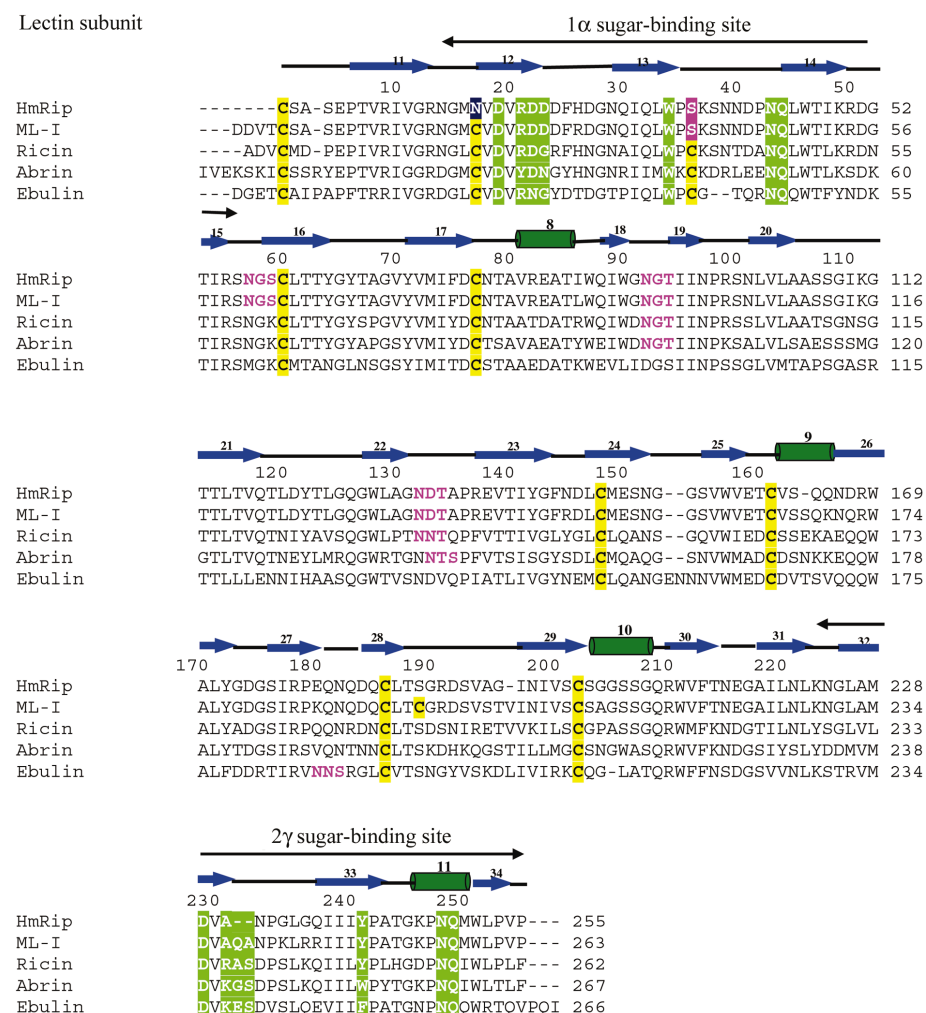 Lectin subunit
1α sugar-binding site
11 12 13 14
10 20 30 40 50
HmRip -------CSA-SEPTVRIVGRNGMNVDVRDDDFHDGNQIQLWPSKSNNDPNQLWTIKRDG 52
ML-I ---DDVTCSA-SEPTVRIVGRNGMCVDVRDDDFRDGNQIQLWPSKSNNDPNQLWTIKRDG 56
Ricin ----ADVCMD-PEPIVRIVGRNGLCVDVRDGRFHNGNAIQLWPCKSNTDANQLWTLKRDN 55
Abrin IVEKSKICSSRYEPTVRIGGRDGMCVDVYDNGYHNGNRIIMWKCKDRLEENQLWTLKSDK 60
Ebulin ---DGETCAIPAPFTRRIVGRDGLCVDVRNGYDTDGTPIQLWPCG--TQRNQQWTFYNDK 55
15 16 17 8 18 19 20
60 70 80 90 100 110
HmRip TIRSNGSCLTTYGYTAGVYVMIFDCNTAVREATIWQIWGNGTIINPRSNLVLAASSGIKG 112
ML-I TIRSNGSCLTTYGYTAGVYVMIFDCNTAVREATLWQIWGNGTIINPRSNLVLAASSGIKG 116
Ricin TIRSNGKCLTTYGYSPGVYVMIYDCNTAATDATRWQIWDNGTIINPRSSLVLAATSGNSG 115
Abrin TIRSNGKCLTTYGYAPGSYVMIYDCTSAVAEATYWEIWDNGTIINPKSALVLSAESSSMG 120
Ebulin TIRSMGKCMTANGLNSGSYIMITDCSTAAEDATKWEVLIDGSIINPSSGLVMTAPSGASR 115
21 22 23 24 25 9 26
120 130 140 150 160
HmRip TTLTVQTLDYTLGQGWLAGNDTAPREVTIYGFNDLCMESNG--GSVWVETCVS-QQNDRW 169
ML-I TTLTVQTLDYTLGQGWLAGNDTAPREVTIYGFRDLCMESNG--GSVWVETCVSSQKNQRW 174
Ricin TTLTVQTNIYAVSQGWLPTNNTQPFVTTIVGLYGLCLQANS--GQVWIEDCSSEKAEQQW 173
Abrin GTLTVQTNEYLMRQGWRTGNNTSPFVTSISGYSDLCMQAQG--SNVWMADCDSNKKEQQW 178
Ebulin TTLLLENNIHAASQGWTVSNDVQPIATLIVGYNEMCLQANGENNNVWMEDCDVTSVQQQW 175
27 28 29 10 30 31 32
170 180 190 200 210 220
HmRip ALYGDGSIRPEQNQDQCLTSGRDSVAG-INIVSCSGGSSGQRWVFTNEGAILNLKNGLAM 228
ML-I ALYGDGSIRPKQNQDQCLTCGRDSVSTVINIVSCSAGSSGQRWVFTNEGAILNLKNGLAM 234
Ricin ALYADGSIRPQQNRDNCLTSDSNIRETVVKILSCGPASSGQRWMFKNDGTILNLYSGLVL 233
Abrin ALYTDGSIRSVQNTNNCLTSKDHKQGSTILLMGCSNGWASQRWVFKNDGSIYSLYDDMVM 238
Ebulin ALFDDRTIRVNNSRGLCVTSNGYVSKDLIVIRKCQG-LATQRWFFNSDGSVVNLKSTRVM 234
2γ sugar-binding site
33 11 34
230 240 250
HmRip DVA--NPGLGQIIIYPATGKPNQMWLPVP--- 255
ML-I DVAQANPKLRRIIIYPATGKPNQMWLPVP--- 263
Ricin DVRASDPSLKQIILYPLHGDPNQIWLPLF--- 262
Abrin DVKGSDPSLKQIILWPYTGKPNQIWLTLF--- 267
Ebulin DVKESDVSLQEVIIFPATGNPNQQWRTQVPQI 266